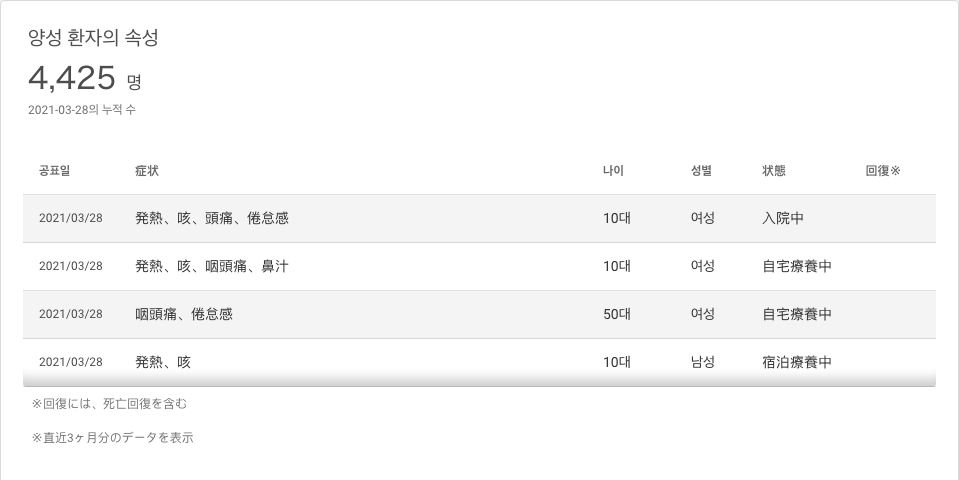 양성 환자의 속성
4,425 명
2021-03-28의 누적 수
공표일 症状 나이 성별 状態 回復※
2021/03/28 発熱、咳、頭痛、倦怠感 10대 여성 入院中
2021/03/28 発熱、咳、咽頭痛、鼻汁 10대 여성 自宅療養中
2021/03/28 咽頭痛、倦怠感 50대 여성 自宅療養中
2021/03/28 発熱、咳 10대 남성 宿泊療養中
※回復には、死亡回復を含む
※直近3ヶ月分のデータを表示